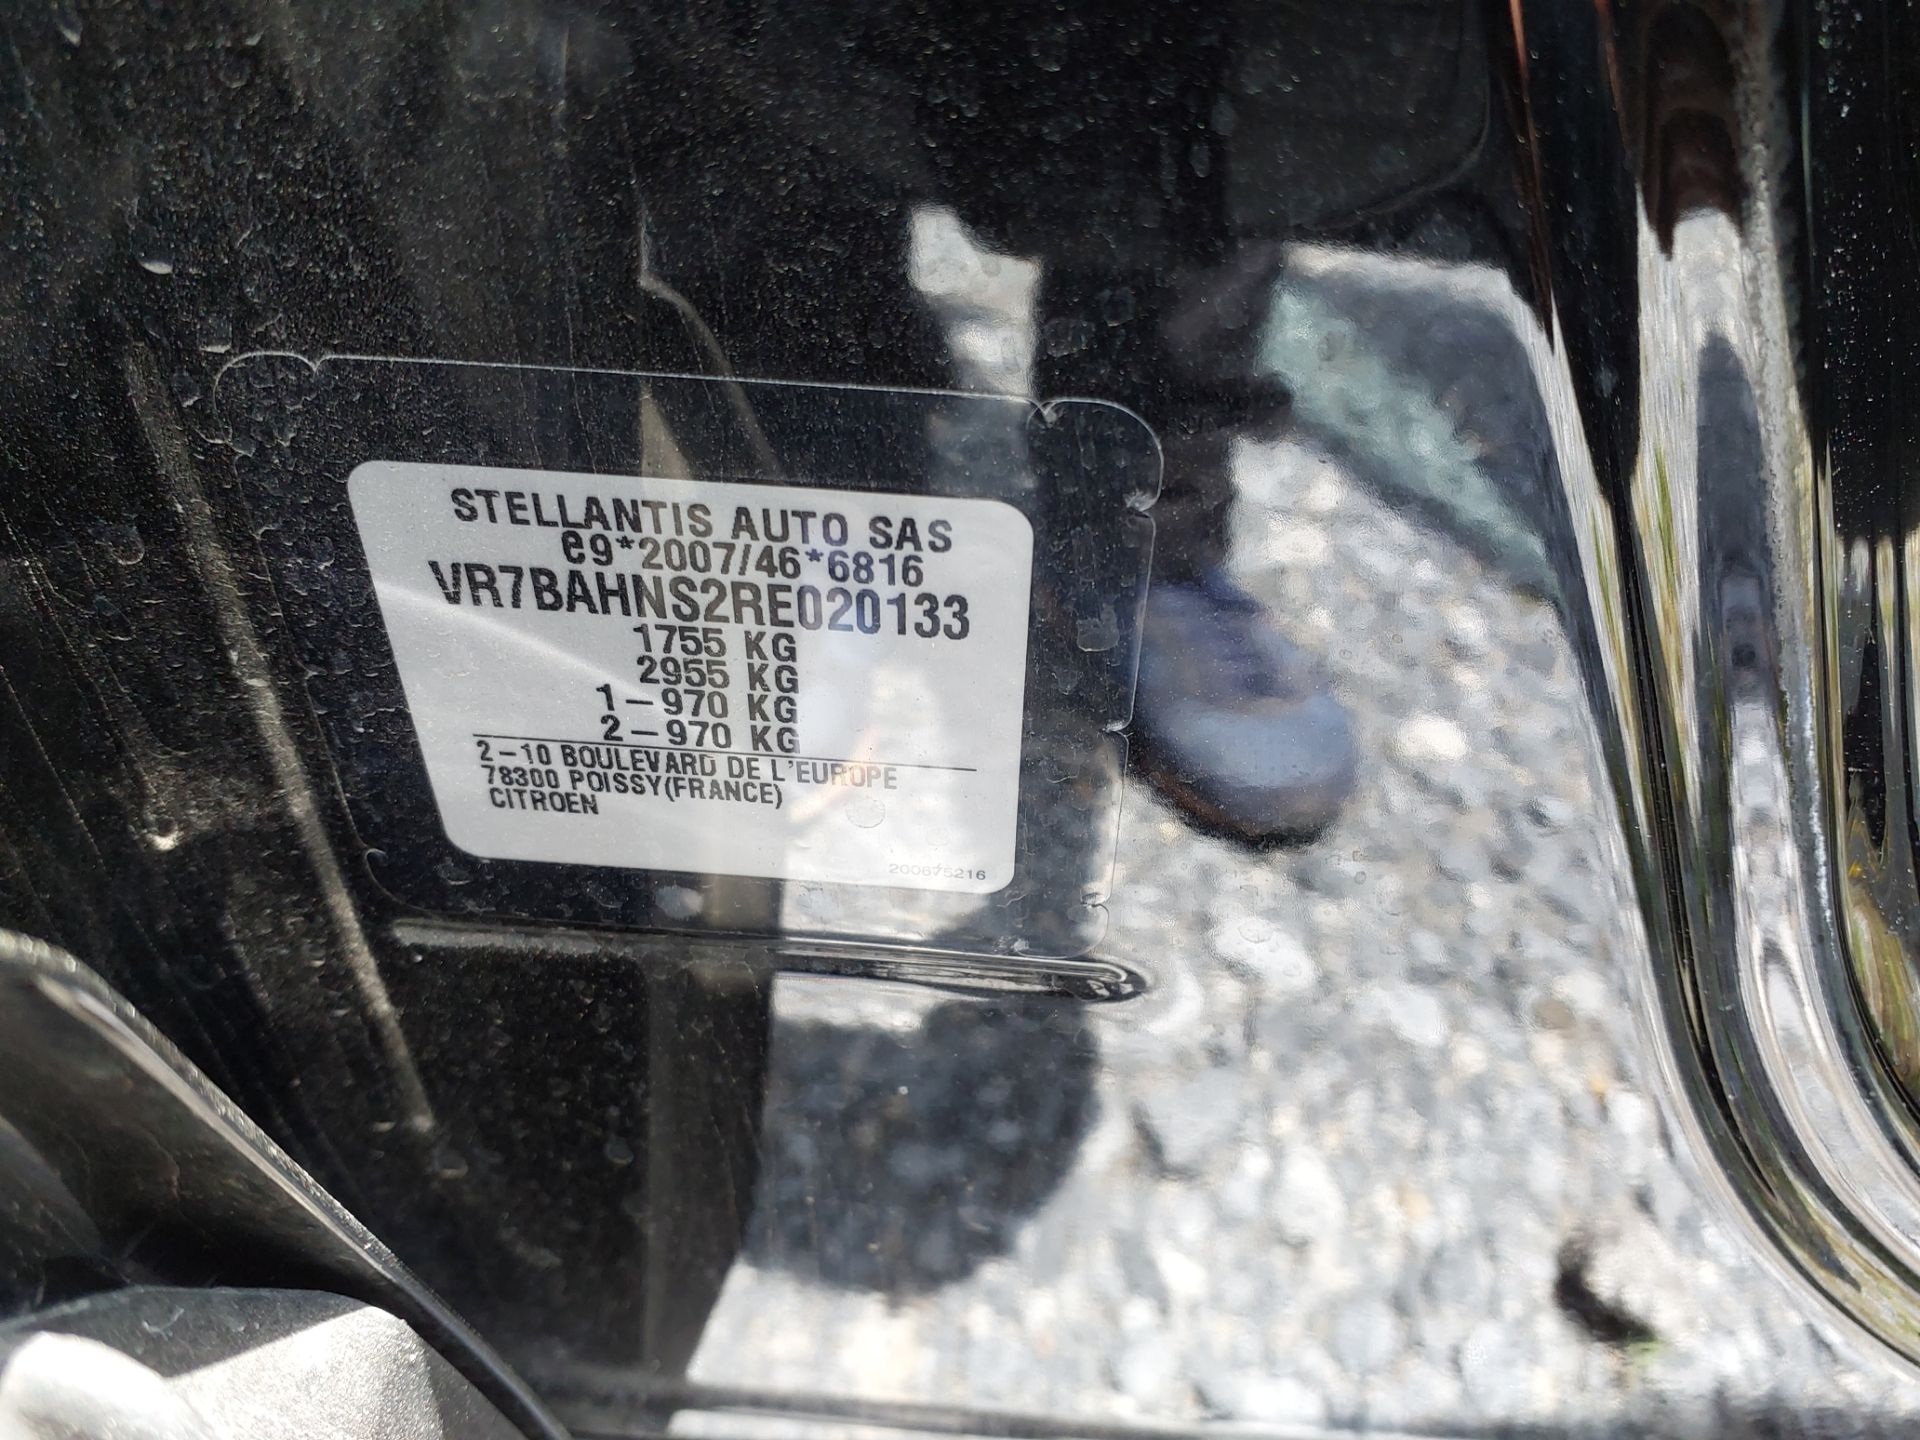 STELLANTIS AUTO SAS
e9*2007/46*6816
VR7BAHNS2RE020133
1755 KG
2955 KG
1-970 KG
2-970 KG
2-10 BOULEVARD DE L'EUROPE
78300 POISSY(FRANCE)
CITROEN
200675216